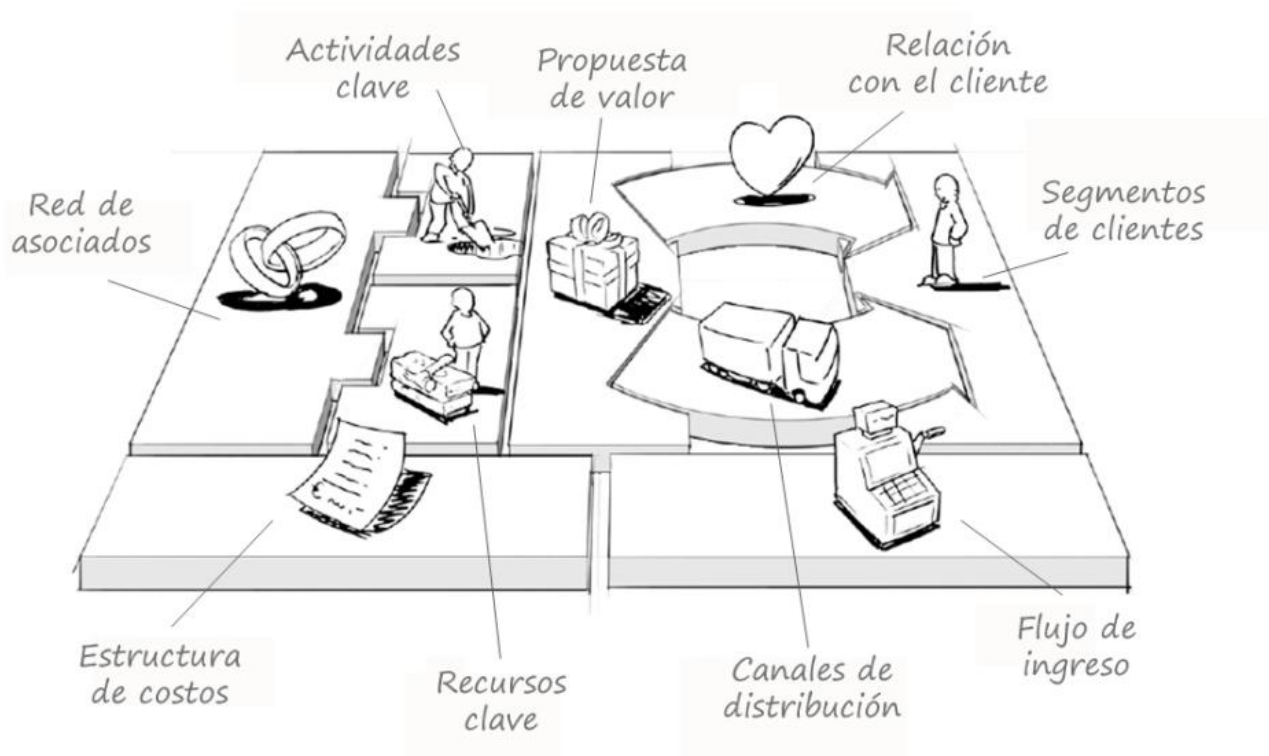 Actividades
clave
Propuesta
de valor
Relación
con el cliente
Red de
asociados
Segmentos
de clientes
Estructura
de costos
Recursos
clave
Canales de
distribución
Flujo de
ingreso